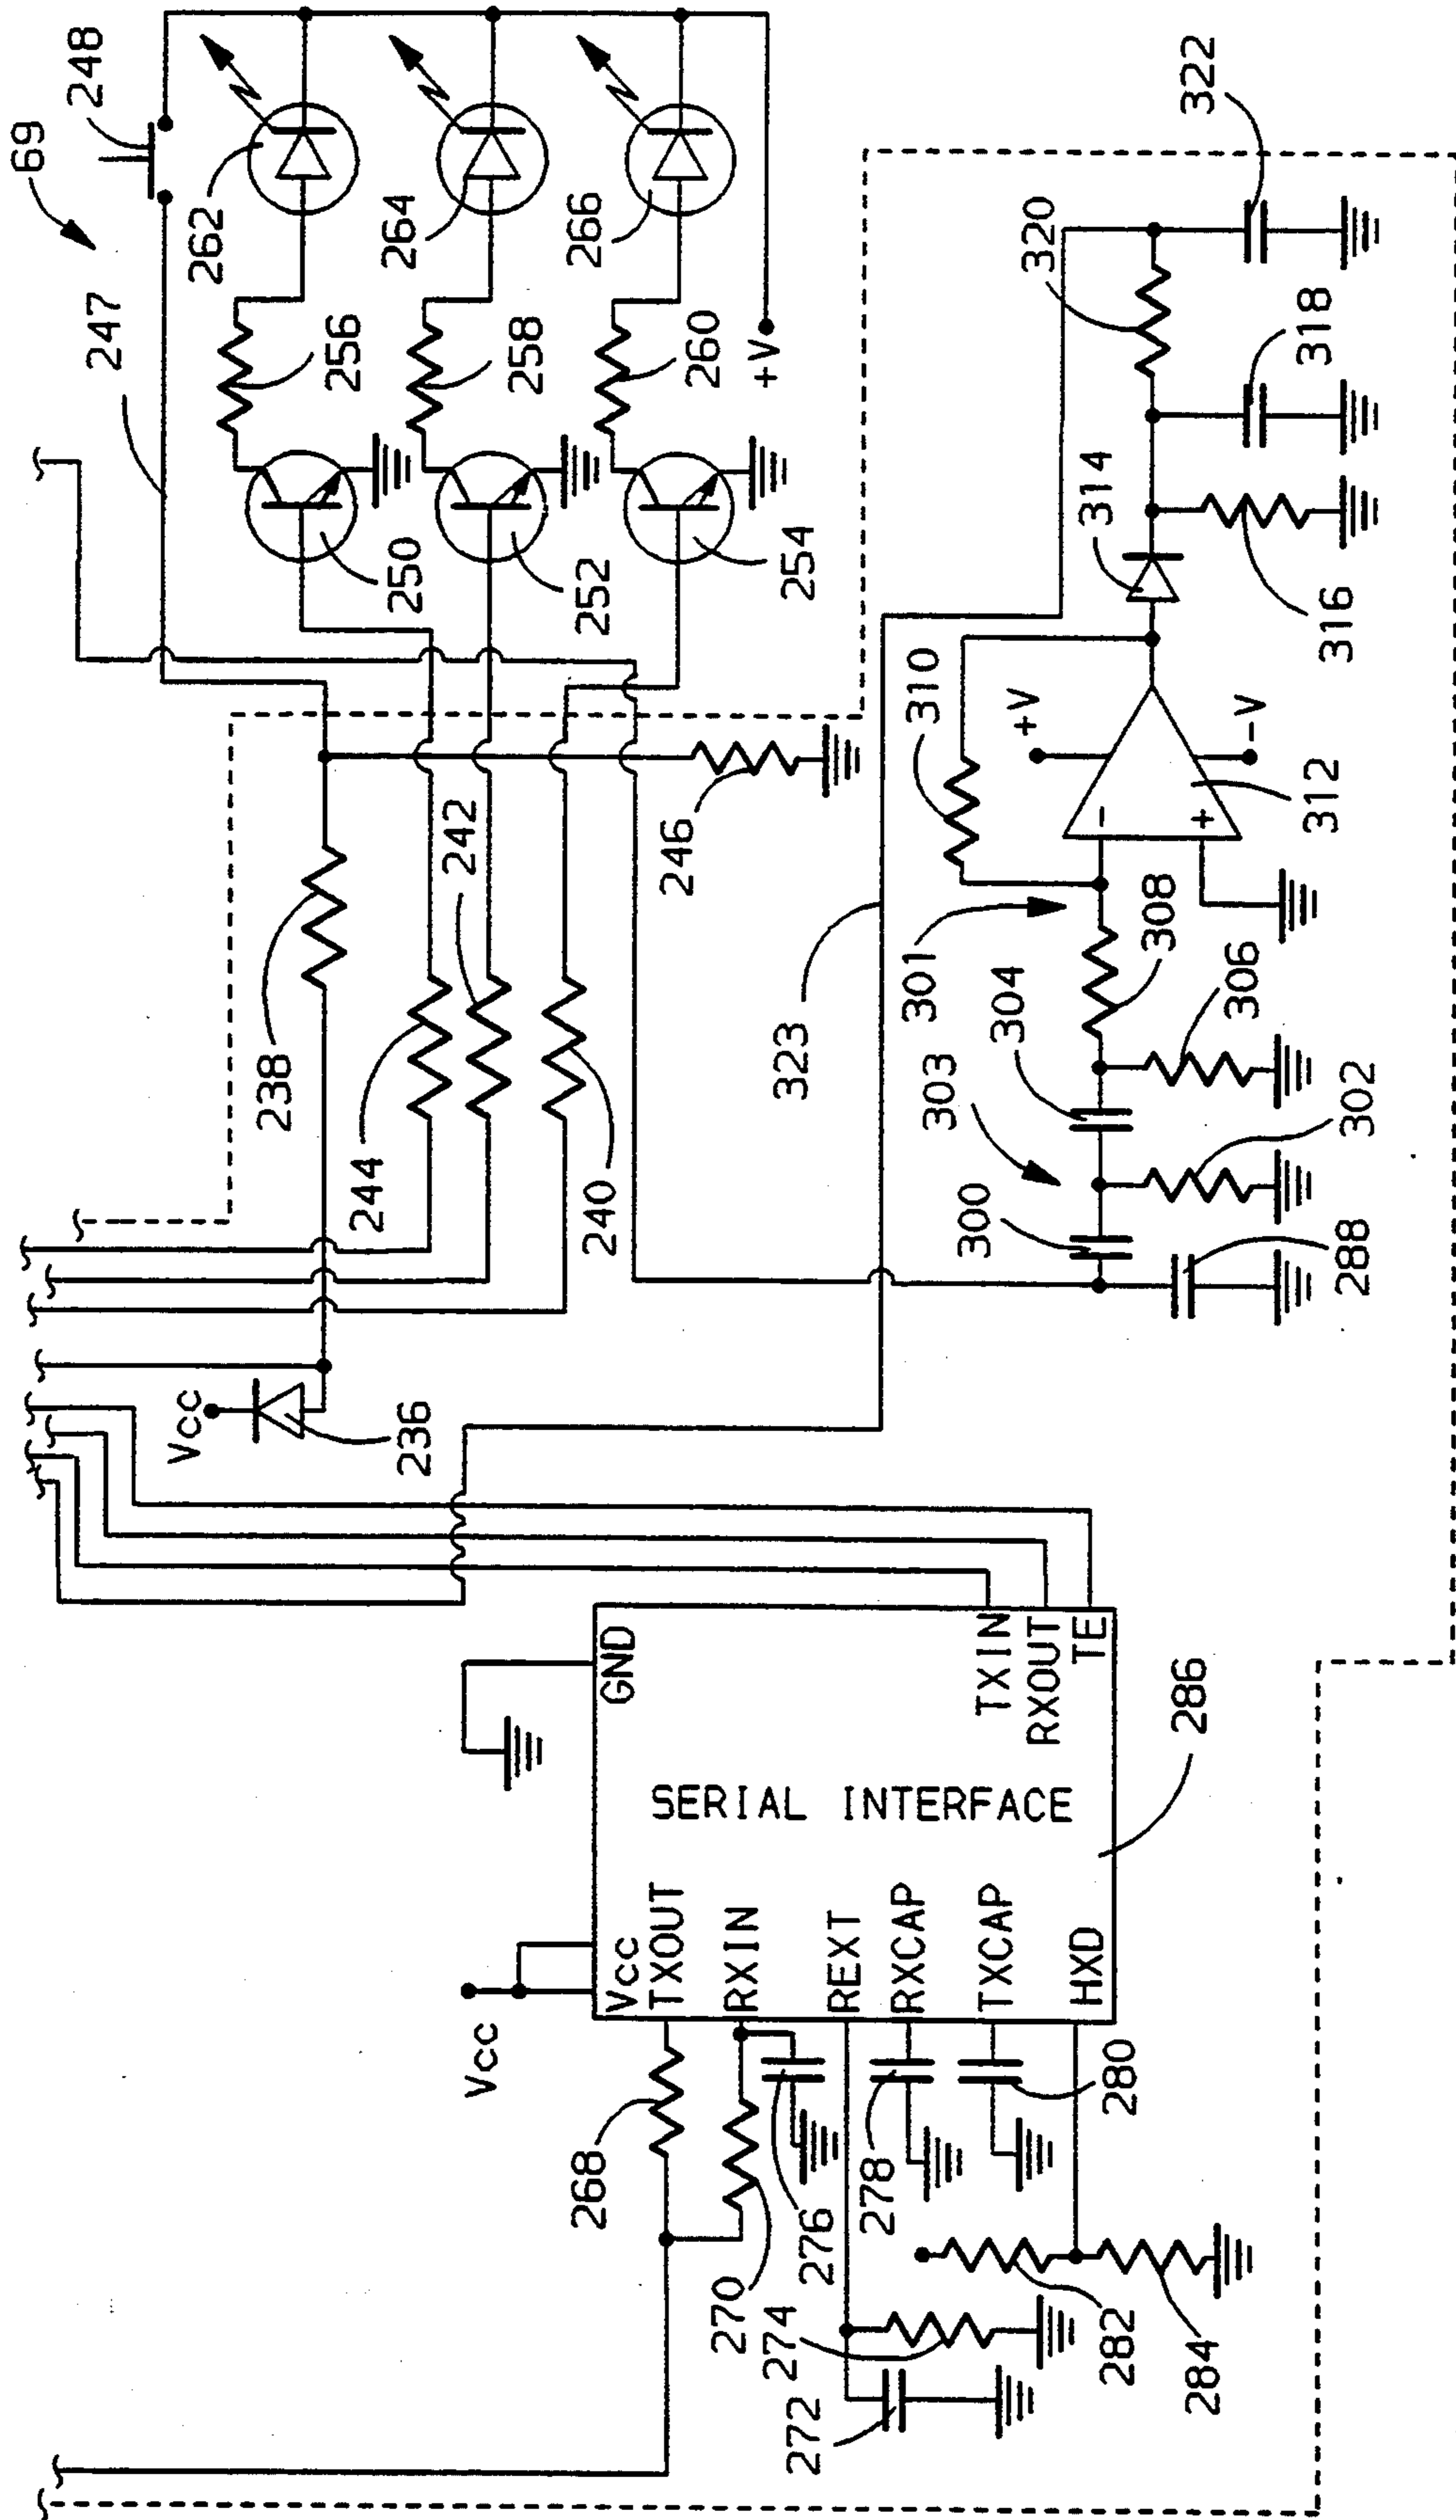 69
248
247
262
256
250
264
258
252
266
260
254
+V
238
244
242
240
246
Vcc
236
323
322
320
318
314
316
310
+V
-V
-
+
312
301
308
304
306
303
302
300
288
GND
TXIN
RXOUT
TE
SERIAL INTERFACE
286
Vcc
Vcc
TXOUT
RXIN
REXT
RXCAP
TXCAP
HXD
268
270
276
278
280
274
272
282
284